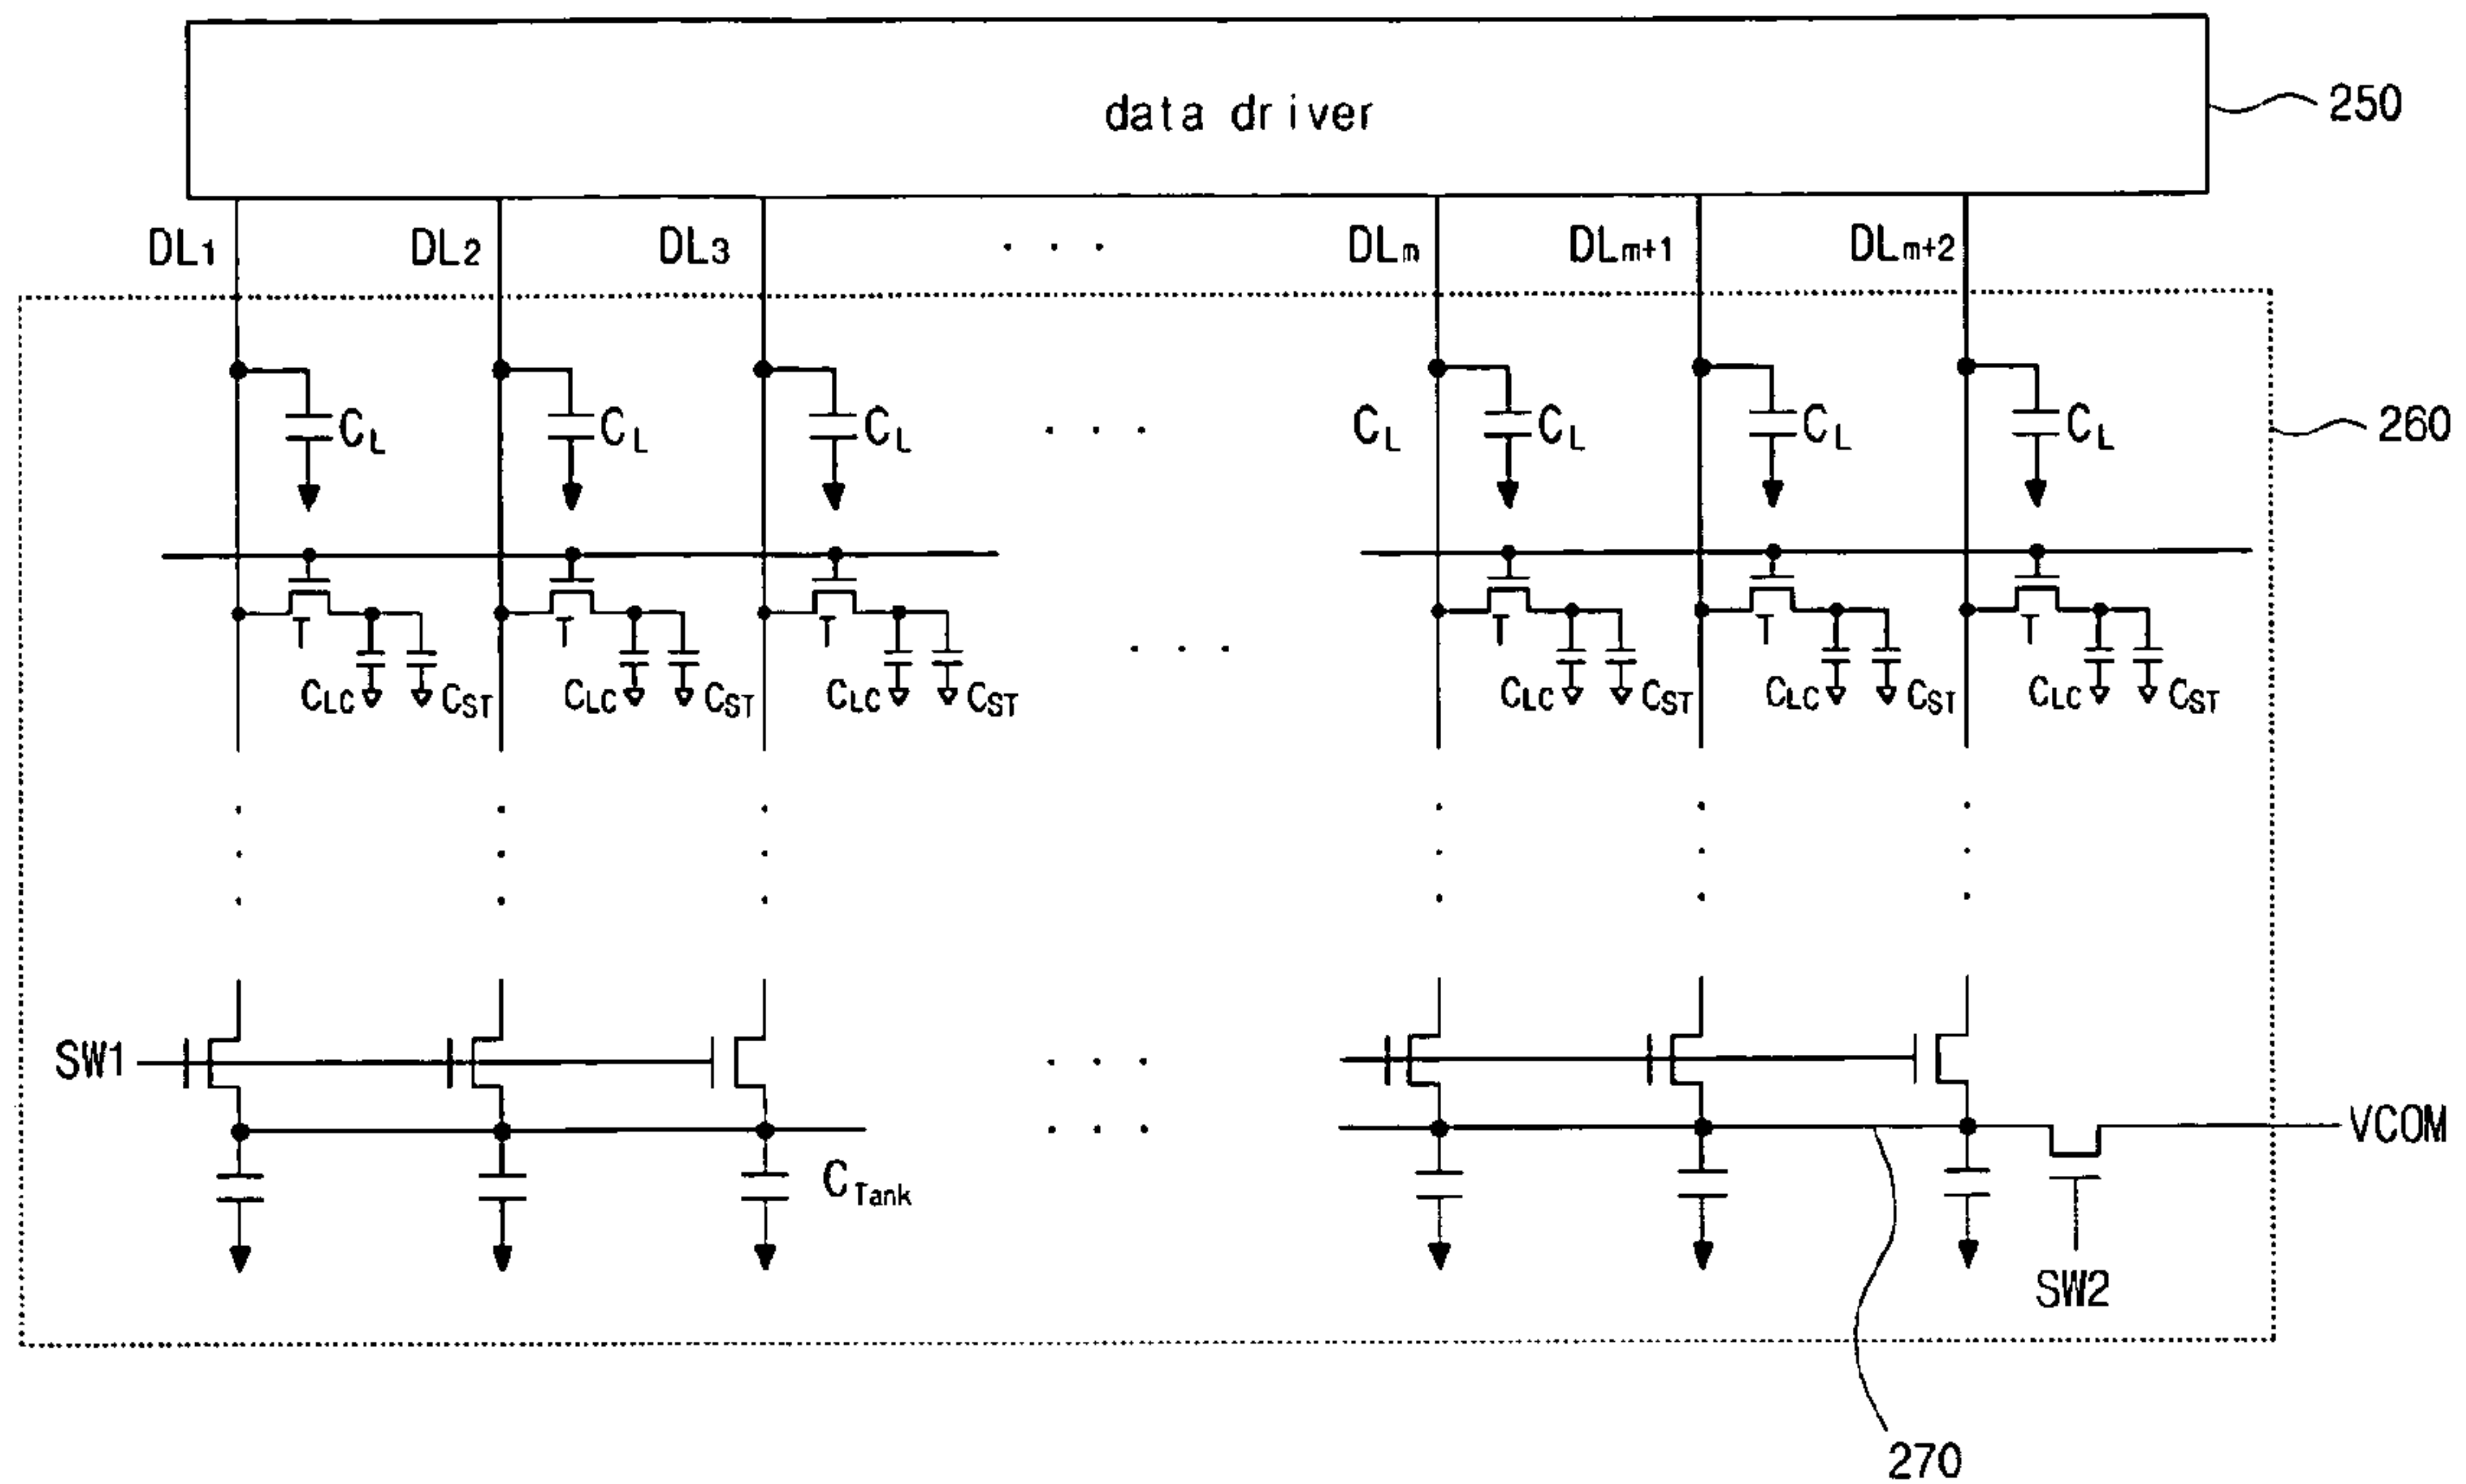 data driver
250
DL1 DL2 DL3 . . . DLm DLm+1 DLm+2
CL CL CL . . . CL CL CL CL
260
T T T . . . T T T
CLC CST CLC CST CLC CST CLC CST CLC CST CLC CST
SW1 . . .
. . . VCOM
CTank
SW2
270